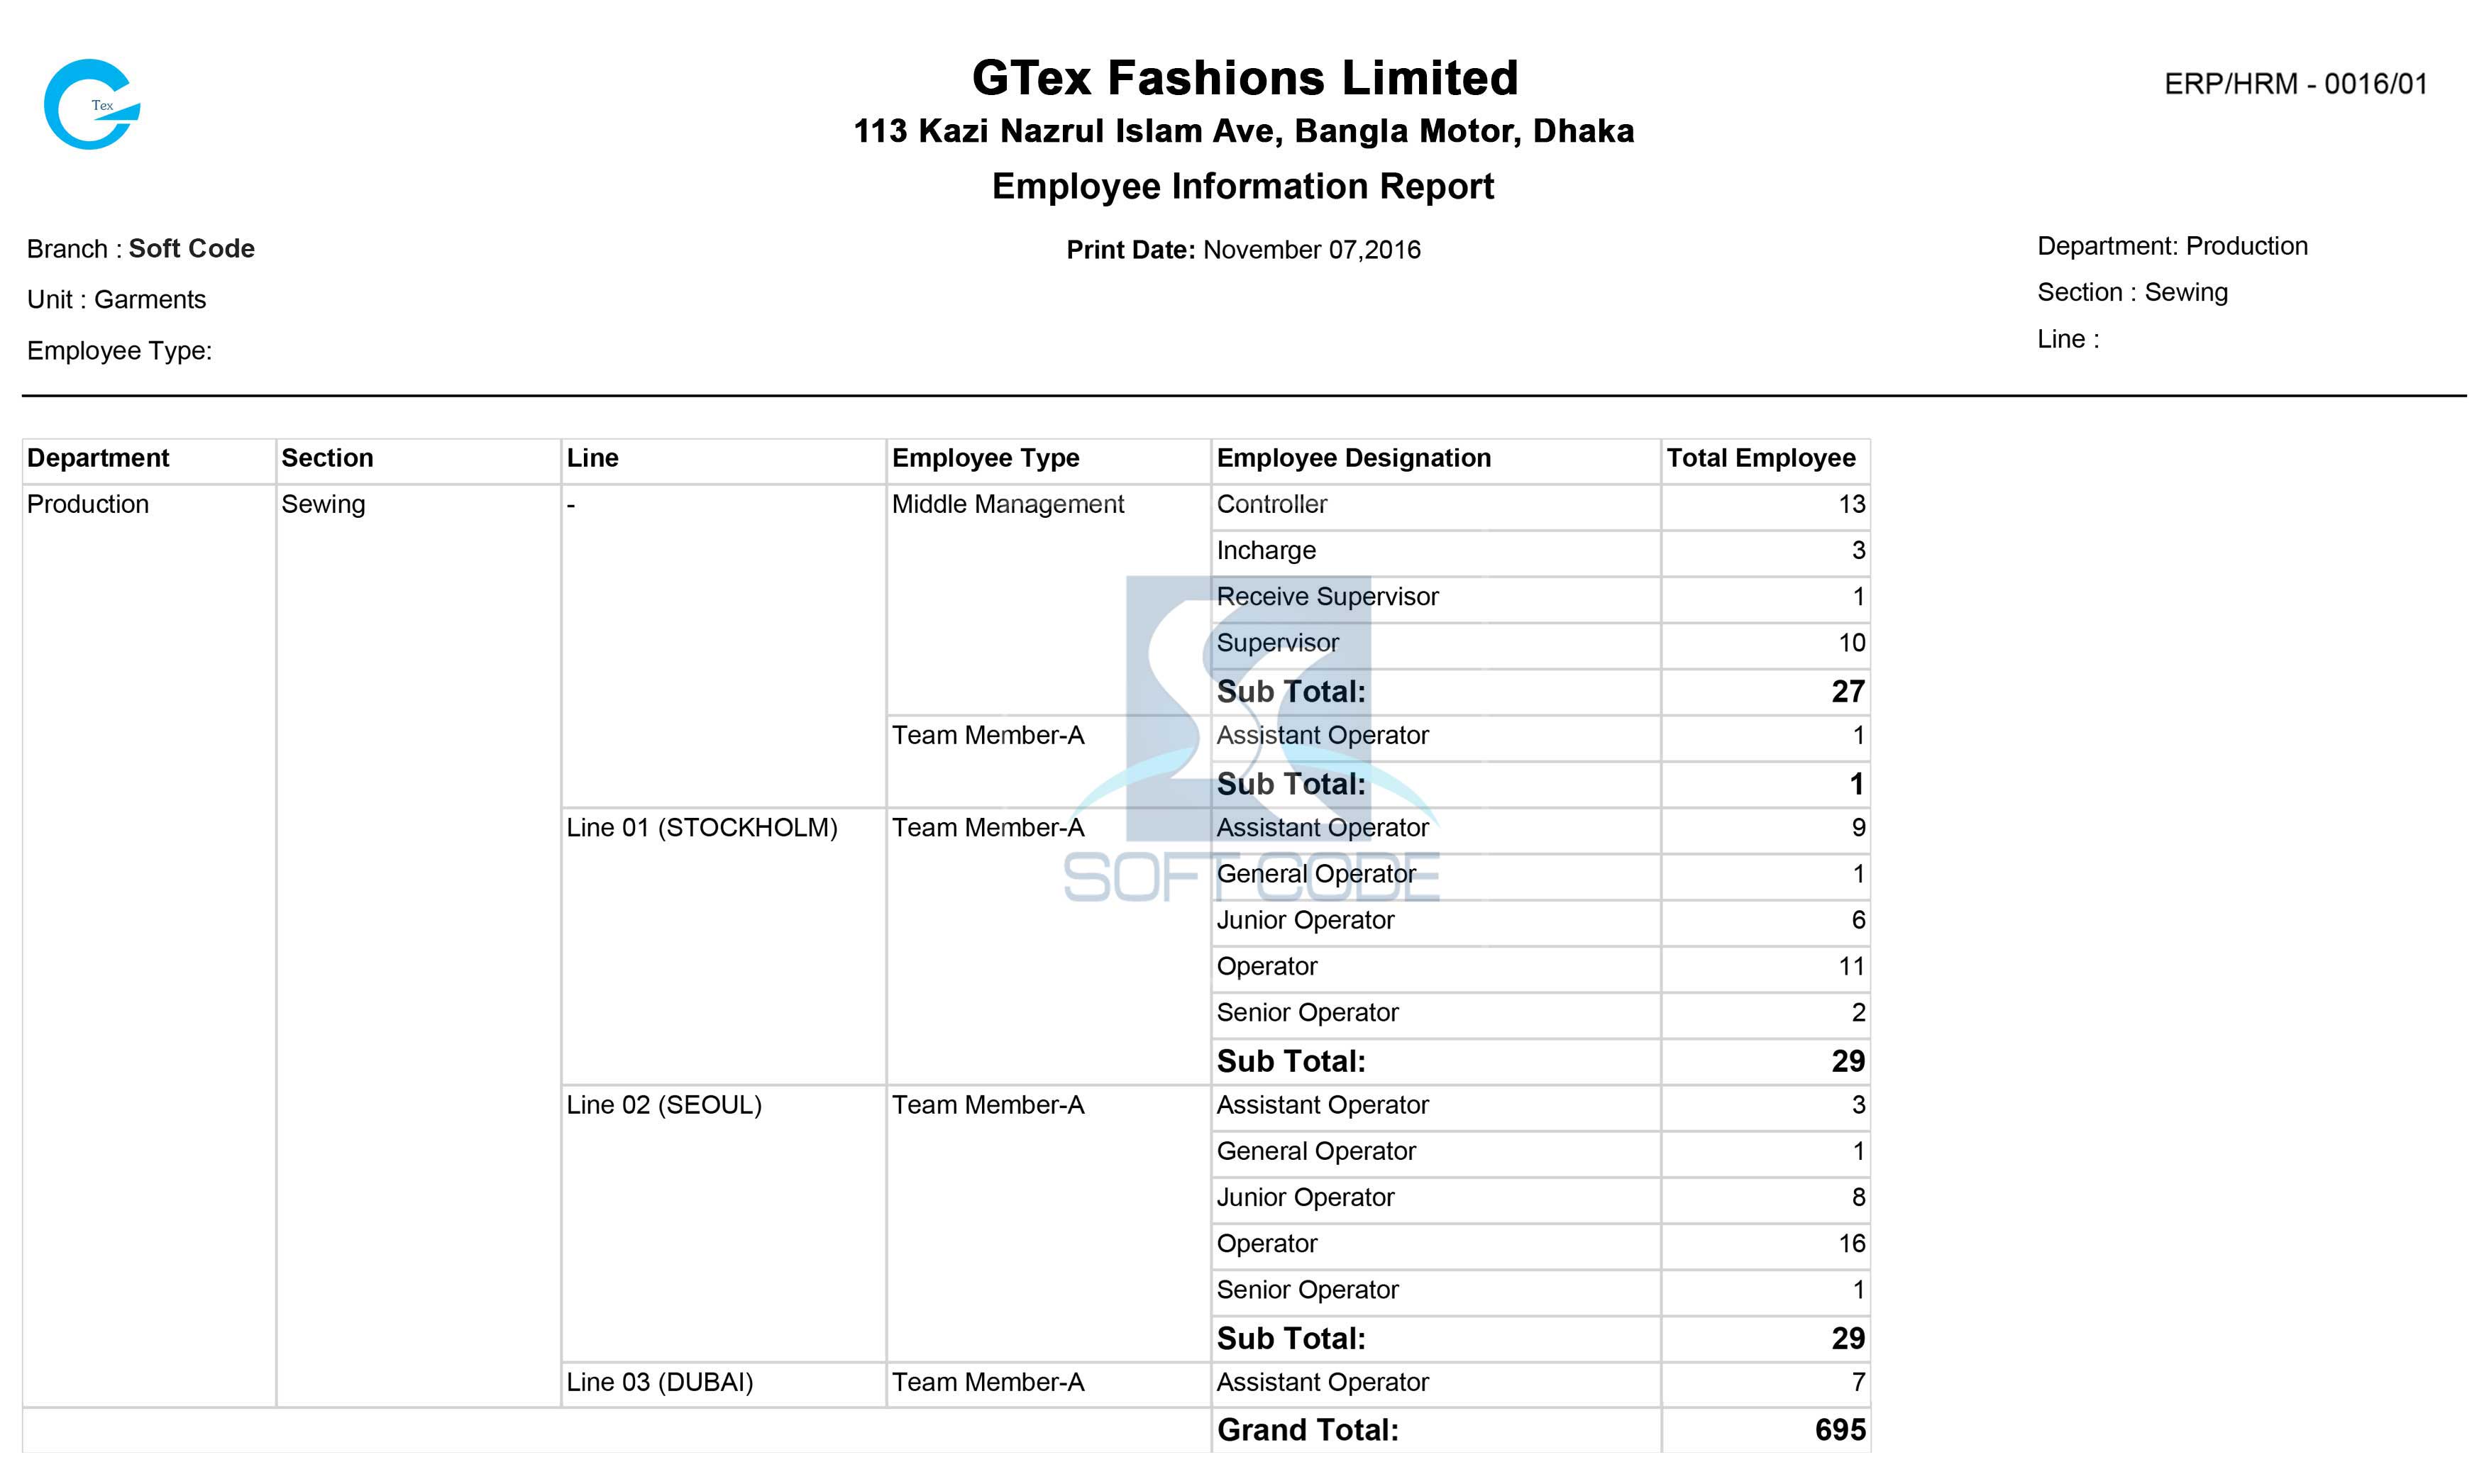 Tex
GTex Fashions Limited
ERP/HRM - 0016/01
113 Kazi Nazrul Islam Ave, Bangla Motor, Dhaka
Employee Information Report
Branch : Soft Code
Print Date: November 07,2016
Department: Production
Unit : Garments
Section : Sewing
Employee Type:
Line :
Department Section Line Employee Type Employee Designation Total Employee
Production Sewing - Middle Management Controller 13
Incharge 3
Receive Supervisor 1
Supervisor 10
Sub Total: 27
Team Member-A Assistant Operator 1
Sub Total: 1
Line 01 (STOCKHOLM) Team Member-A Assistant Operator 9
General Operator 1
SOFT CODE
Junior Operator 6
Operator 11
Senior Operator 2
Sub Total: 29
Line 02 (SEOUL) Team Member-A Assistant Operator 3
General Operator 1
Junior Operator 8
Operator 16
Senior Operator 1
Sub Total: 29
Line 03 (DUBAI) Team Member-A Assistant Operator 7
Grand Total: 695